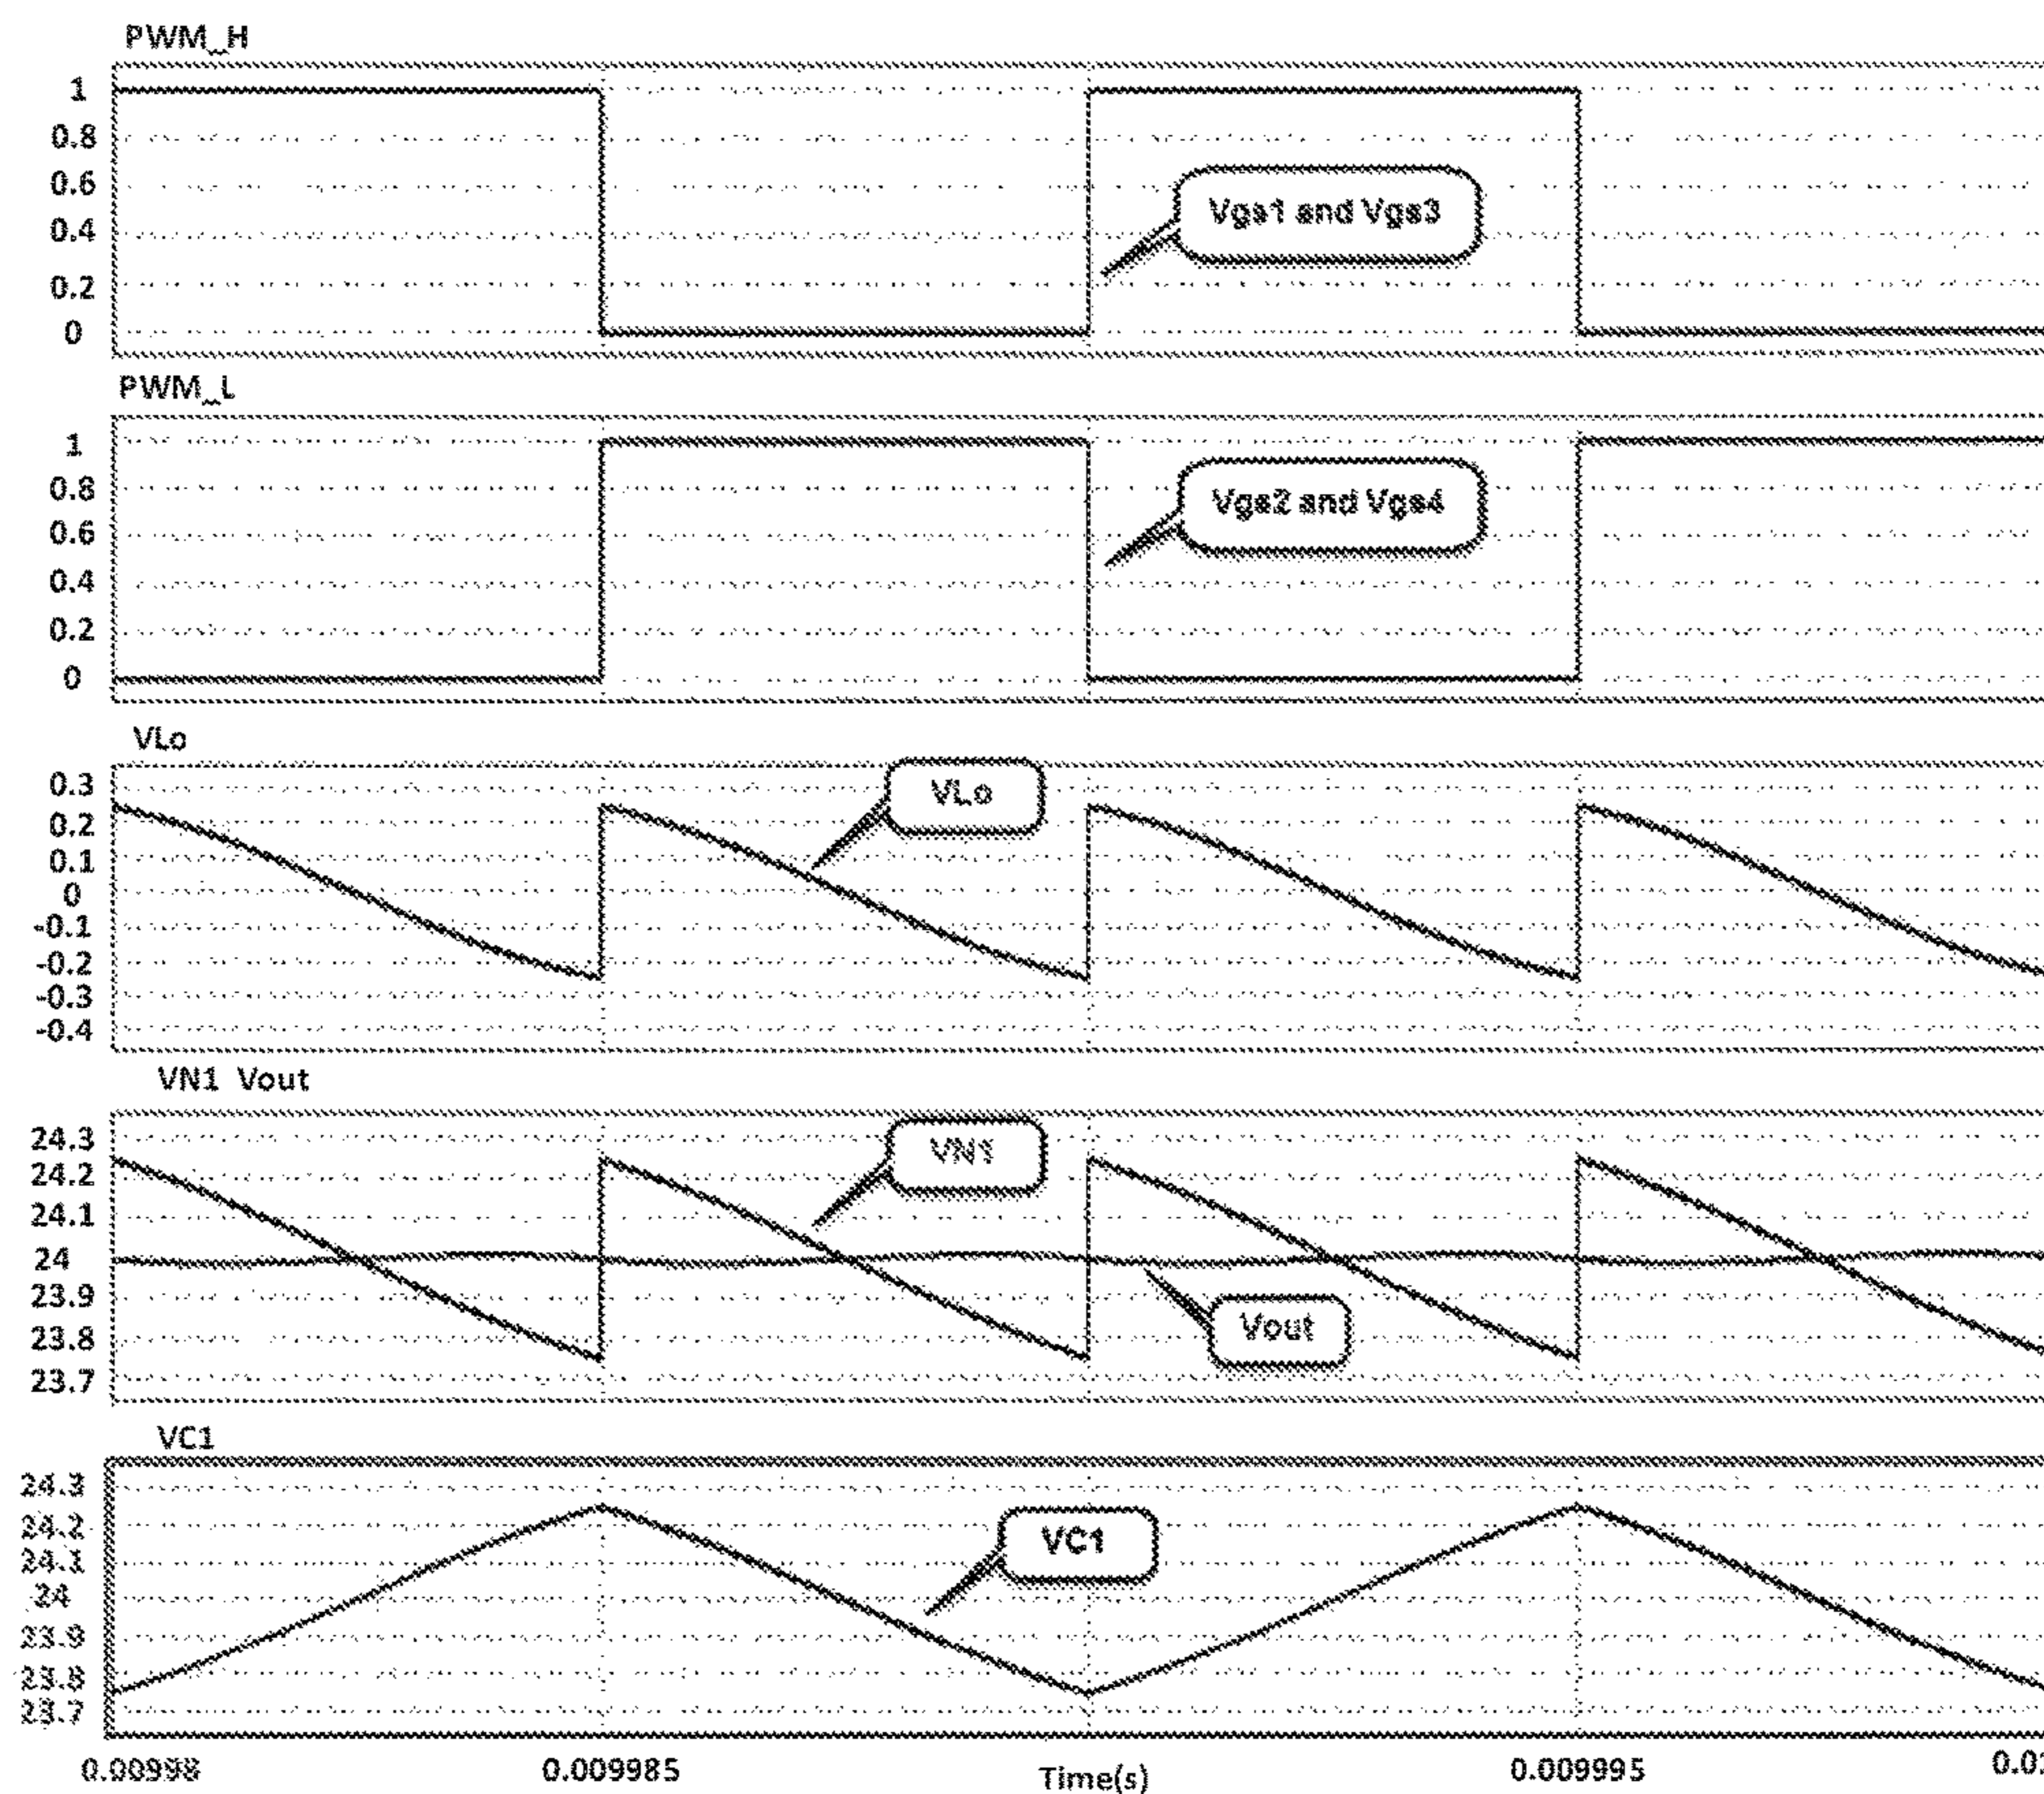 PWM_H
1
0.8
0.6
0.4
0.2
0
Vgs1 and Vgs3
PWM_L
1
0.8
0.6
0.4
0.2
0
Vgs2 and Vgs4
VLo
0.3
0.2
0.1
0
-0.1
-0.2
-0.3
-0.4
VLo
VN1 Vout
24.3
24.2
24.1
24
23.9
23.8
23.7
VN1
Vout
VC1
24.3
24.2
24.1
24
23.9
23.8
23.7
VC1
0.00998 0.009985 Time(s) 0.009995